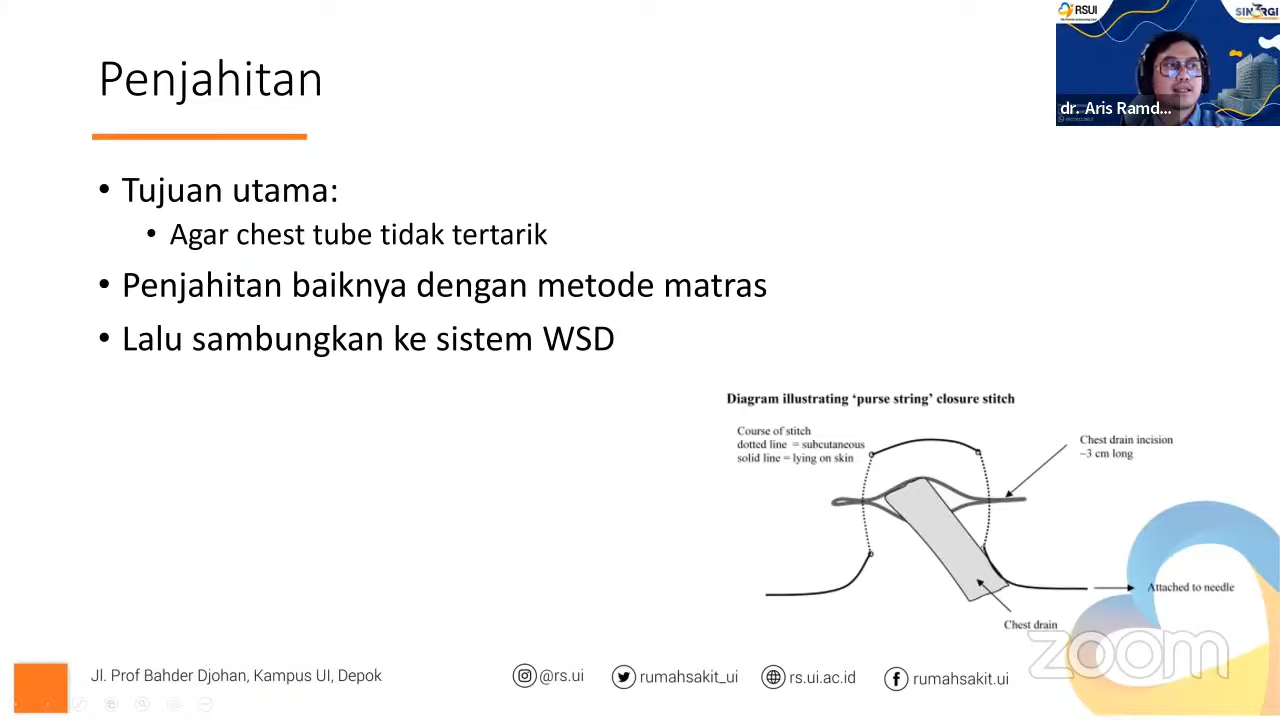 Penjahitan
RSUI
SINERGI
dr. Aris Ramd...
• Tujuan utama:
• Agar chest tube tidak tertarik
• Penjahitan baiknya dengan metode matras
• Lalu sambungkan ke sistem WSD
Diagram illustrating ‘purse string’ closure stitch
Course of stitch
dotted line = subcutaneous
solid line = lying on skin
Chest drain incision
~3 cm long
Attached to needle
Chest drain
zoom
Jl. Prof Bahder Djohan, Kampus UI, Depok
@rs.ui
rumahsakit_ui
rs.ui.ac.id
rumahsakit.ui